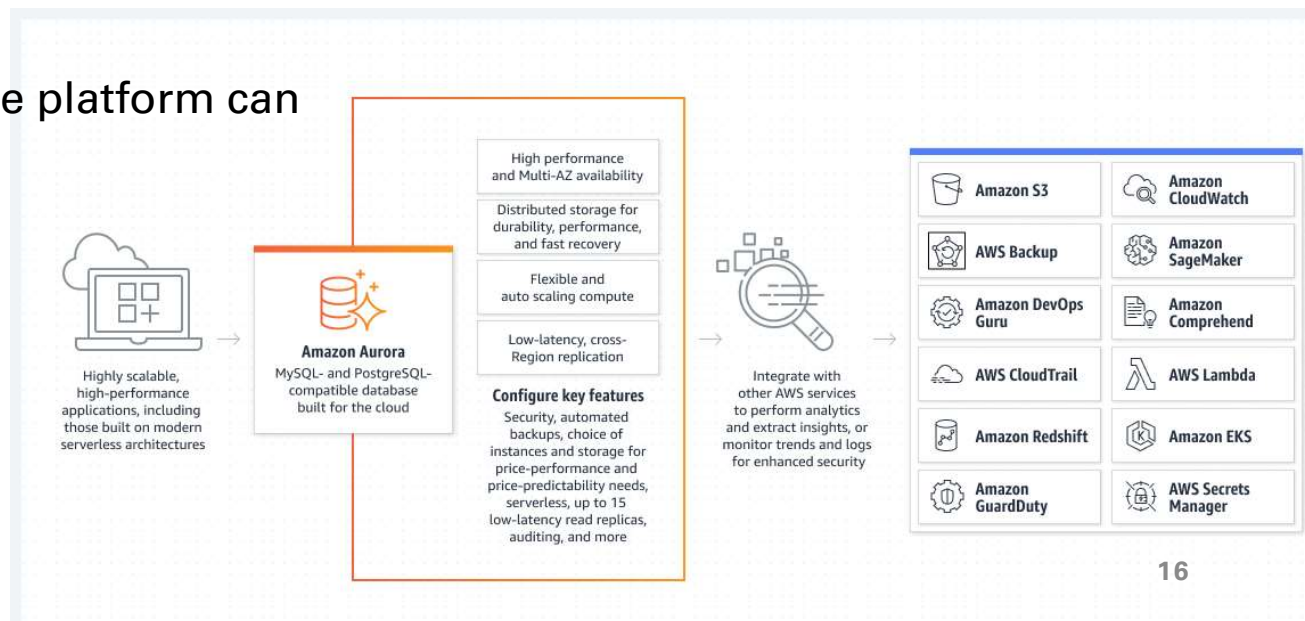 e platform can
Highly scalable,
high-performance
applications, including
those built on modern
serverless architectures
Amazon Aurora
MySQL- and PostgreSQL-
compatible database
built for the cloud
High performance
and Multi-AZ availability
Distributed storage for
durability, performance,
and fast recovery
Flexible and
auto scaling compute
Low-latency, cross-
Region replication
Configure key features
Security, automated
backups, choice of
instances and storage for
price-performance and
price-predictability needs,
serverless, up to 15
low-latency read replicas,
auditing, and more
Integrate with
other AWS services
to perform analytics
and extract insights, or
monitor trends and logs
for enhanced security
Amazon S3
Amazon
CloudWatch
AWS Backup
Amazon
SageMaker
Amazon DevOps
Guru
Amazon
Comprehend
AWS CloudTrail
AWS Lambda
Amazon Redshift
Amazon EKS
Amazon
GuardDuty
AWS Secrets
Manager
16